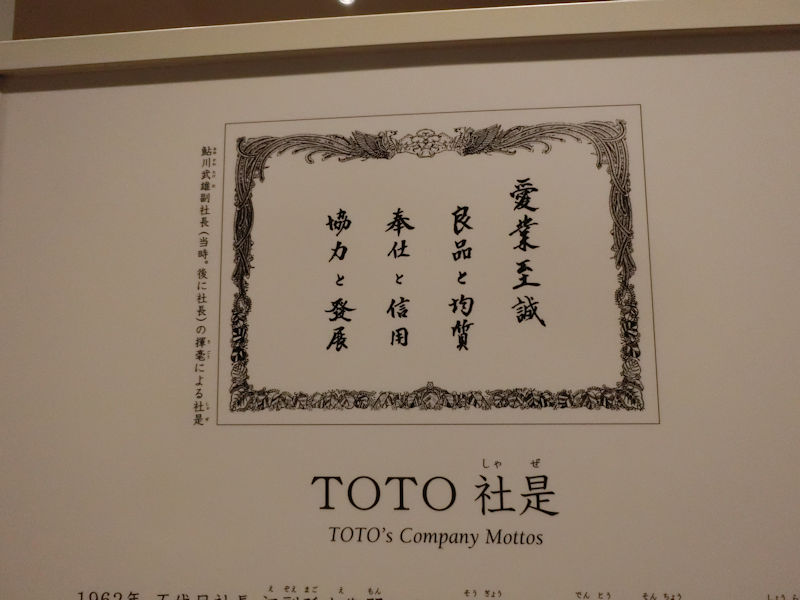 愛業至誠
良品と均質
奉仕と信用
協力と發展
鮎川武雄副社長(当時。後に社長)の揮毫による社是
TOTO 社是
しゃ ぜ
TOTO's Company Mottos